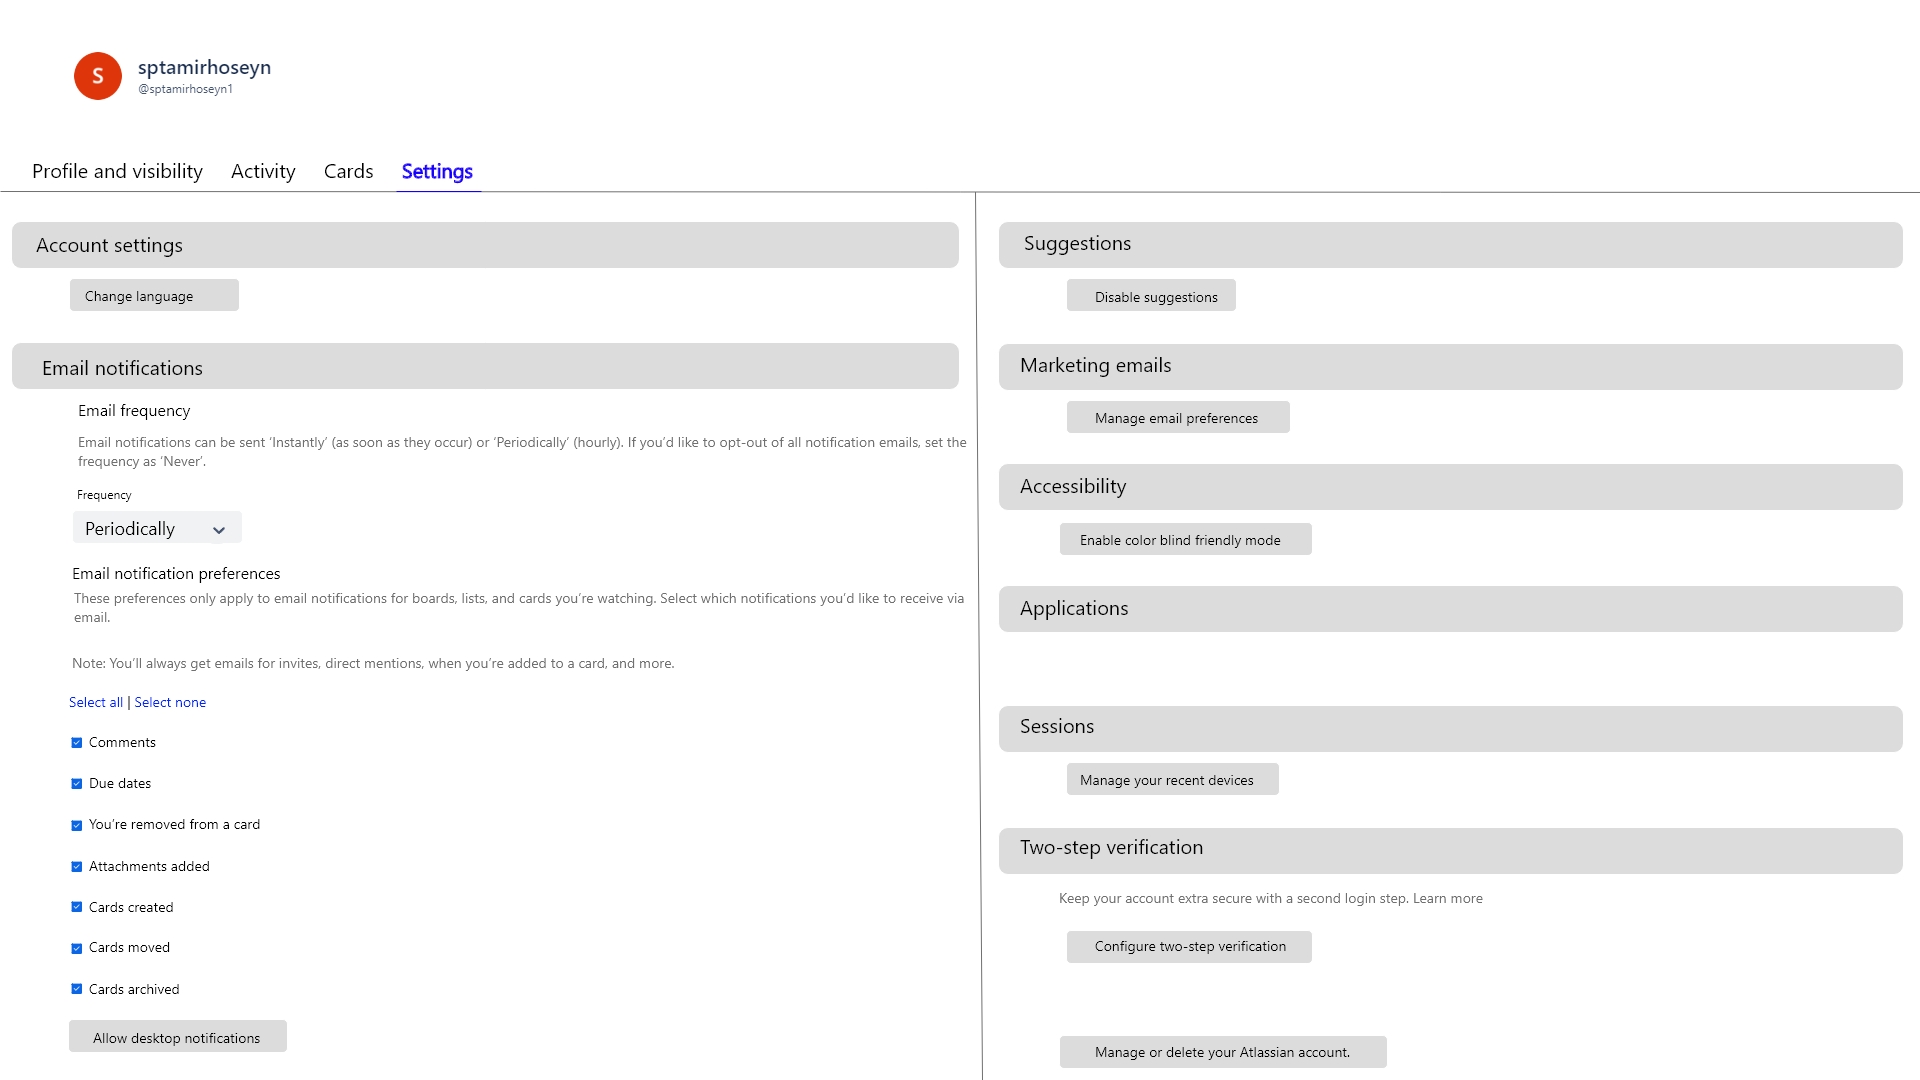 S
sptamirhoseyn
@sptamirhoseyn1
Profile and visibility
Activity
Cards
Settings
Account settings
Change language
Email notifications
Email frequency
Email notifications can be sent ‘Instantly’ (as soon as they occur) or ‘Periodically’ (hourly). If you’d like to opt-out of all notification emails, set the
frequency as ‘Never’.
Frequency
Periodically
Email notification preferences
These preferences only apply to email notifications for boards, lists, and cards you’re watching. Select which notifications you’d like to receive via
email.
Note: You’ll always get emails for invites, direct mentions, when you’re added to a card, and more.
Select all | Select none
Comments
Due dates
You’re removed from a card
Attachments added
Cards created
Cards moved
Cards archived
Allow desktop notifications
Suggestions
Disable suggestions
Marketing emails
Manage email preferences
Accessibility
Enable color blind friendly mode
Applications
Sessions
Manage your recent devices
Two-step verification
Keep your account extra secure with a second login step. Learn more
Configure two-step verification
Manage or delete your Atlassian account.